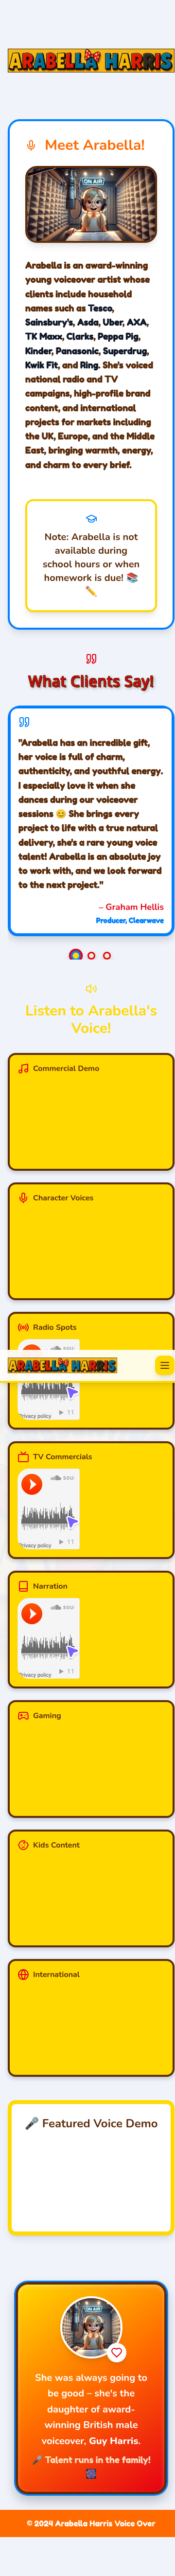 ARABELLA HARRIS
Meet Arabella!
ON AIR
Arabella is an award-winning
young voiceover artist whose
clients include household
names such as Tesco,
Sainsbury's, Asda, Uber, AXA,
TK Maxx, Clarks, Peppa Pig,
Kinder, Panasonic, Superdrug,
Kwik Fit, and Ring. She's voiced
national radio and TV
campaigns, high-profile brand
content, and international
projects for markets including
the UK, Europe, and the Middle
East, bringing warmth, energy,
and charm to every brief.
Note: Arabella is not
available during
school hours or when
homework is due! 📚
✏️
What Clients Say!
"Arabella has an incredible gift,
her voice is full of charm,
authenticity, and youthful energy.
I especially love it when she
dances during our voiceover
sessions 😊 She brings every
project to life with a true natural
delivery, she's a rare young voice
talent! Arabella is an absolute joy
to work with, and we look forward
to the next project."
– Graham Hellis
Producer, Clearwave
Listen to Arabella's
Voice!
Commercial Demo
Character Voices
Radio Spots
SOU
ARABELLA HARRIS
Privacy policy
11
TV Commercials
SOU
Privacy policy
11
Narration
SOU
Privacy policy
11
Gaming
Kids Content
International
🎤 Featured Voice Demo
ON AIR
She was always going to
be good – she's the
daughter of award-
winning British male
voiceover, Guy Harris.
🎤 Talent runs in the family!
© 2024 Arabella Harris Voice Over